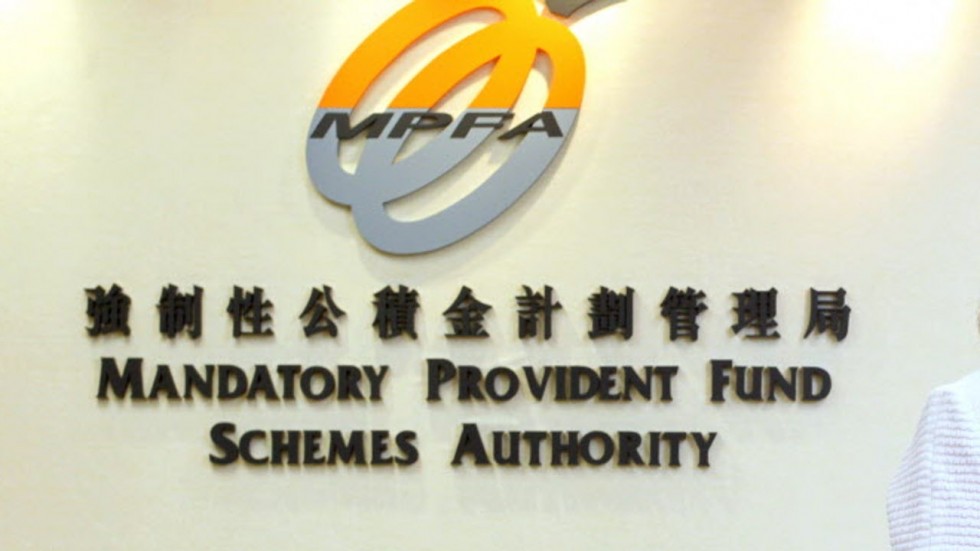 MPFA
強制性公積金計劃管理局
MANDATORY PROVIDENT FUND
SCHEMES AUTHORITY